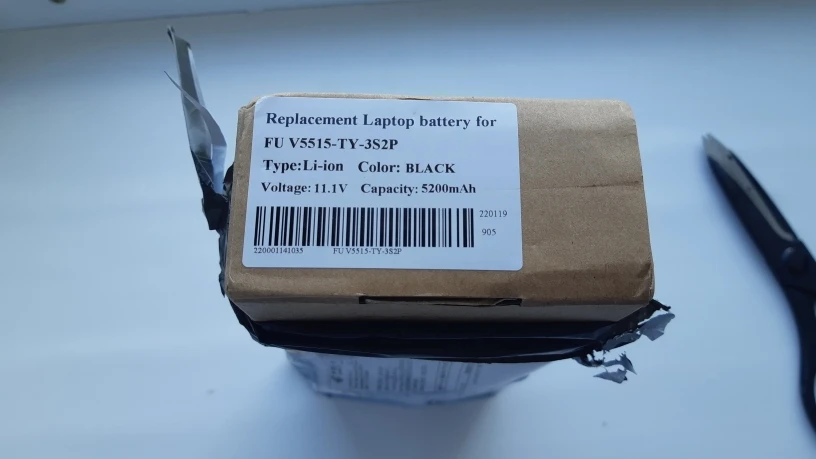 Replacement Laptop battery for
FU V5515-TY-3S2P
Type:Li-ion Color: BLACK
Voltage: 11.1V Capacity: 5200mAh
220119
905
220001141035 FU V5515-TY-3S2P